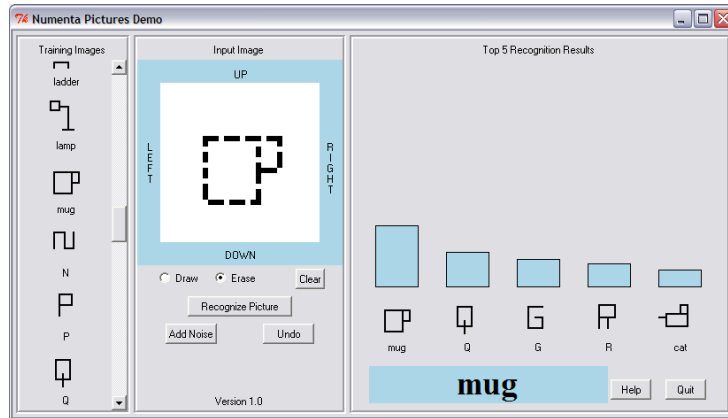 Numenta Pictures Demo
Training Images
ladder
lamp
mug
N
P
Q
Input Image
UP
LEFT
RIGHT
DOWN
Draw
Erase
Clear
Recognize Picture
Add Noise
Undo
Version 1.0
Top 5 Recognition Results
mug
Q
G
R
cat
mug
Help
Quit